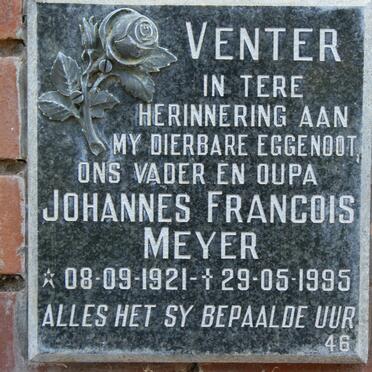 VENTER
IN TERE
HERINNERING AAN
MY DIERBARE EGGENOOT
ONS VADER EN OUPA
JOHANNES FRANCOIS
MEYER
☆ 08-09-1921-✝ 29-05-1995
ALLES HET SY BEPAALDE UUR
46